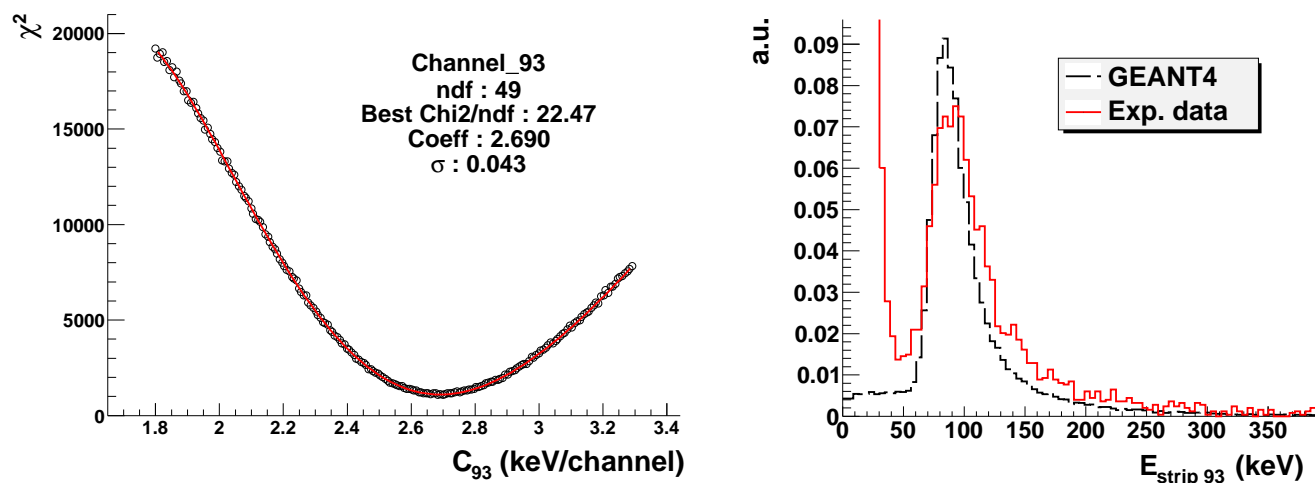 χ²
20000
15000
10000
5000
0
1.8 2 2.2 2.4 2.6 2.8 3 3.2 3.4
C₉₃ (keV/channel)
Channel_93
ndf : 49
Best Chi2/ndf : 22.47
Coeff : 2.690
σ : 0.043
a.u.
0.09
0.08
0.07
0.06
0.05
0.04
0.03
0.02
0.01
0
0 50 100 150 200 250 300 350
E strip 93 (keV)
GEANT4
Exp. data